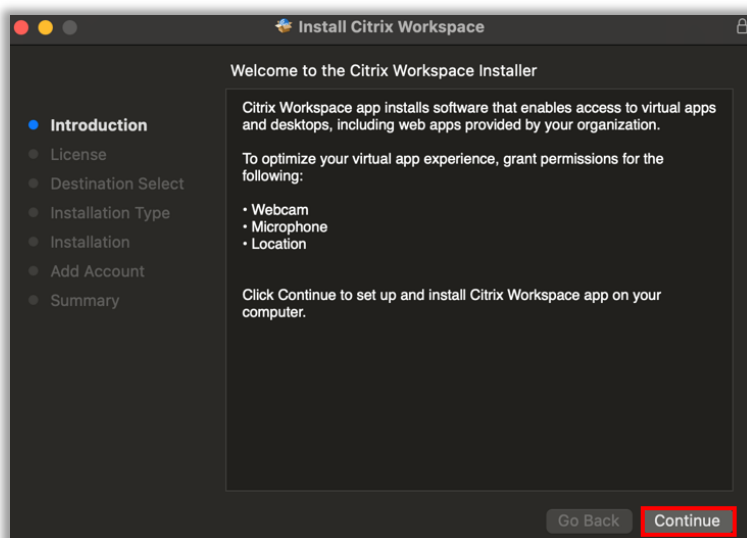 Install Citrix Workspace
Welcome to the Citrix Workspace Installer
Introduction
License
Destination Select
Installation Type
Installation
Add Account
Summary
Citrix Workspace app installs software that enables access to virtual apps
and desktops, including web apps provided by your organization.
To optimize your virtual app experience, grant permissions for the
following:
• Webcam
• Microphone
• Location
Click Continue to set up and install Citrix Workspace app on your
computer.
Go Back
Continue